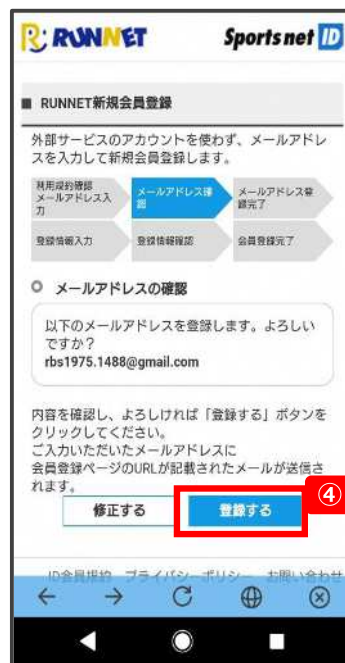 RUNNET
Sports net ID
■ RUNNET新規会員登録
外部サービスのアカウントを使わず、メールアドレ
スを入力して新規会員登録します。
利用規約確認
メールアドレス入
力
メールアドレス確
認
メールアドレス登
録完了
登録情報入力
登録情報確認
会員登録完了
メールアドレスの確認
以下のメールアドレスを登録します。よろしい
ですか?
rbs1975.1488@gmail.com
内容を確認し、よろしければ「登録する」ボタンを
クリックしてください。
ご入力いただいたメールアドレスに
会員登録ページのURLが記載されたメールが送信さ
れます。
④
修正する
登録する
ID会員規約 プライバシーポリシー お問い合わせ